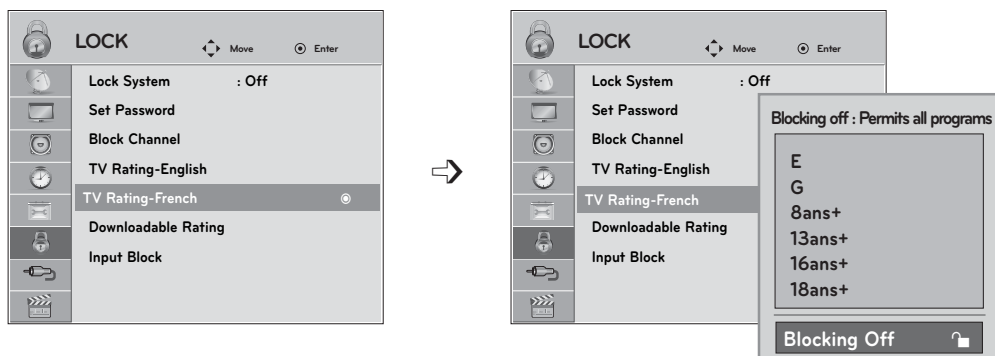 LOCK Move Enter
Lock System : Off
Set Password
Block Channel
TV Rating-English
TV Rating-French
Downloadable Rating
Input Block
LOCK Move Enter
Lock System : Off
Set Password
Block Channel
TV Rating-English
TV Rating-French
Downloadable Rating
Input Block
Blocking off : Permits all programs
E
G
8ans+
13ans+
16ans+
18ans+
Blocking Off